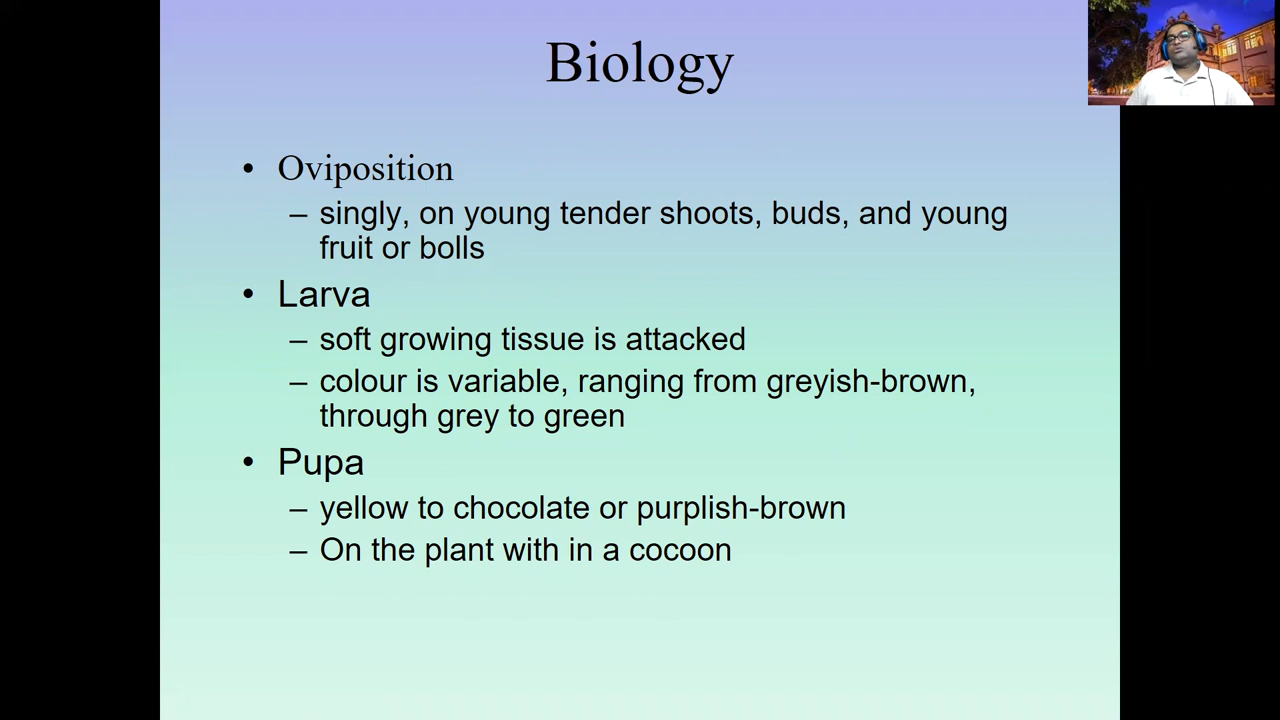 Biology
• Oviposition
– singly, on young tender shoots, buds, and young
fruit or bolls
• Larva
– soft growing tissue is attacked
– colour is variable, ranging from greyish-brown,
through grey to green
• Pupa
– yellow to chocolate or purplish-brown
– On the plant with in a cocoon